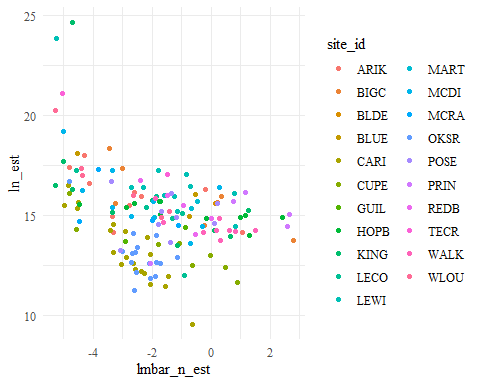 25
20
15
10
ln_est
-4
-2
0
2
lmbar_n_est
site_id
ARIK
BIGC
BLDE
BLUE
CARI
CUPE
GUIL
HOPB
KING
LECO
LEWI
MART
MCDI
MCRA
OKSR
POSE
PRIN
REDB
TECR
WALK
WLOU